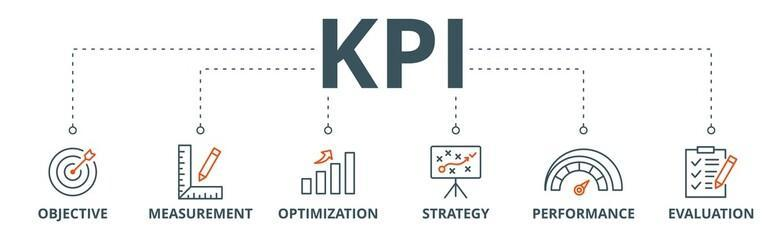 KPI
OBJECTIVE MEASUREMENT OPTIMIZATION STRATEGY PERFORMANCE EVALUATION